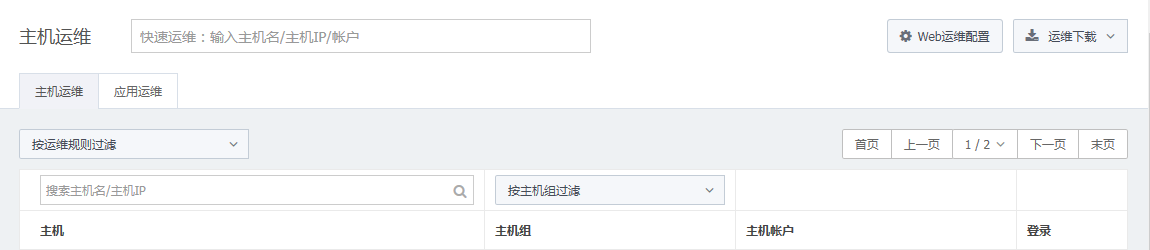 主机运维 快速运维：输入主机名/主机IP/帐户 Web运维配置 运维下载
主机运维 应用运维
按运维规则过滤 首页 上一页 1 / 2 下一页 末页
搜索主机名/主机IP 按主机组过滤
主机 主机组 主机帐户 登录